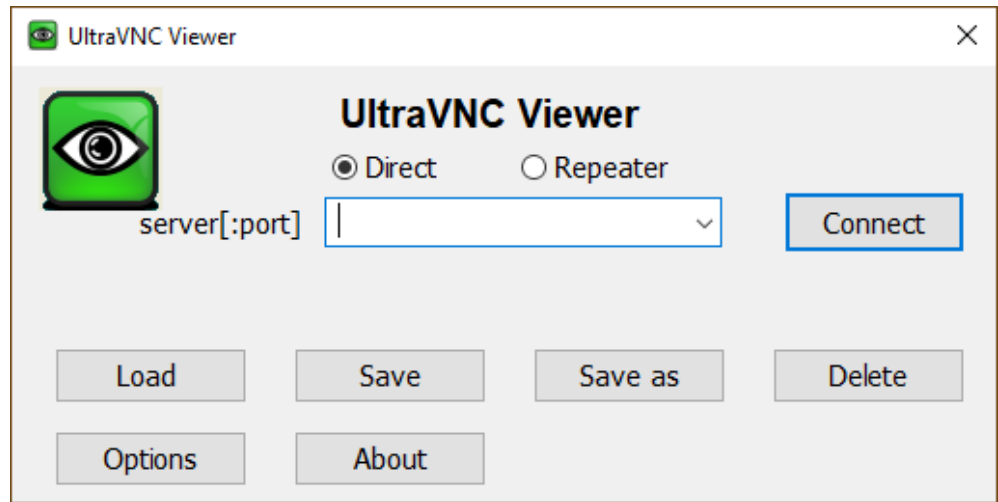 UltraVNC Viewer
UltraVNC Viewer
Direct Repeater
server[:port] Connect
Load Save Save as Delete
Options About